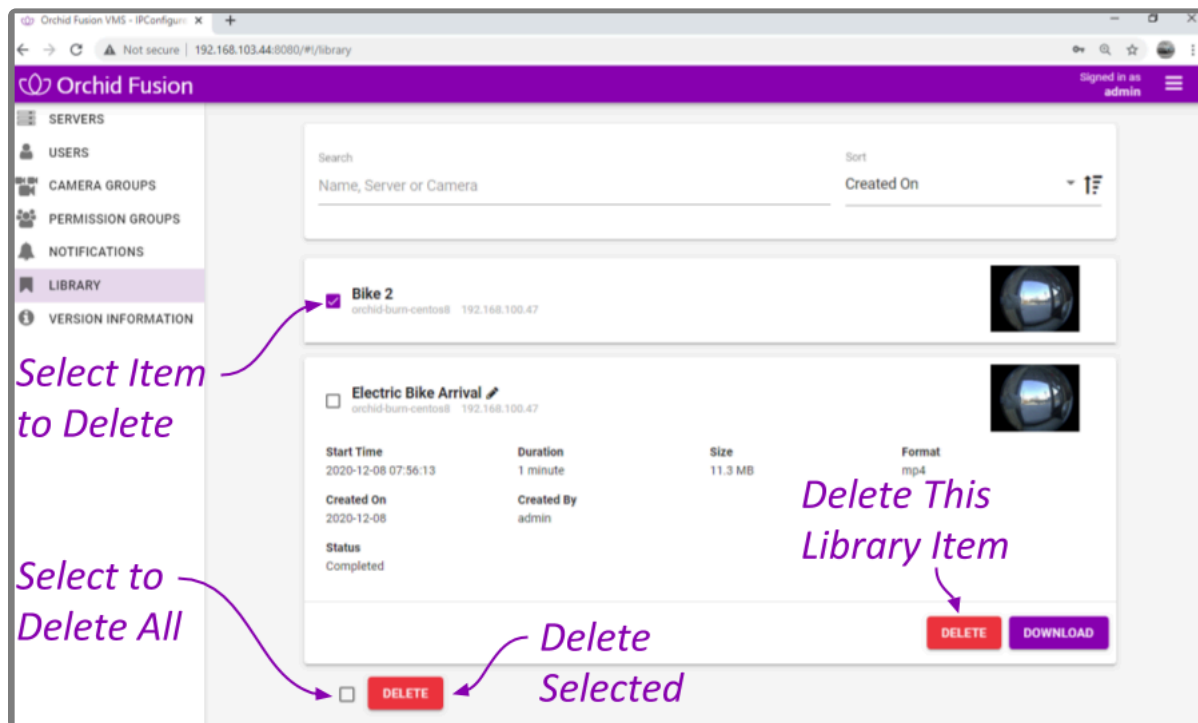 Orchid Fusion VMS - IPConfigure
Not secure | 192.168.103.44:8080/#!/library
Orchid Fusion
Signed in as
admin
SERVERS
USERS
CAMERA GROUPS
PERMISSION GROUPS
NOTIFICATIONS
LIBRARY
VERSION INFORMATION
Search
Name, Server or Camera
Sort
Created On
Bike 2
orchid-burn-centos8 192.168.100.47
Select Item
to Delete
Electric Bike Arrival
orchid-burn-centos8 192.168.100.47
Start Time Duration Size Format
2020-12-08 07:56:13 1 minute 11.3 MB mp4
Created On Created By
2020-12-08 admin
Status
Completed
Delete This
Library Item
Select to
Delete All
DELETE DOWNLOAD
Delete
Selected
DELETE